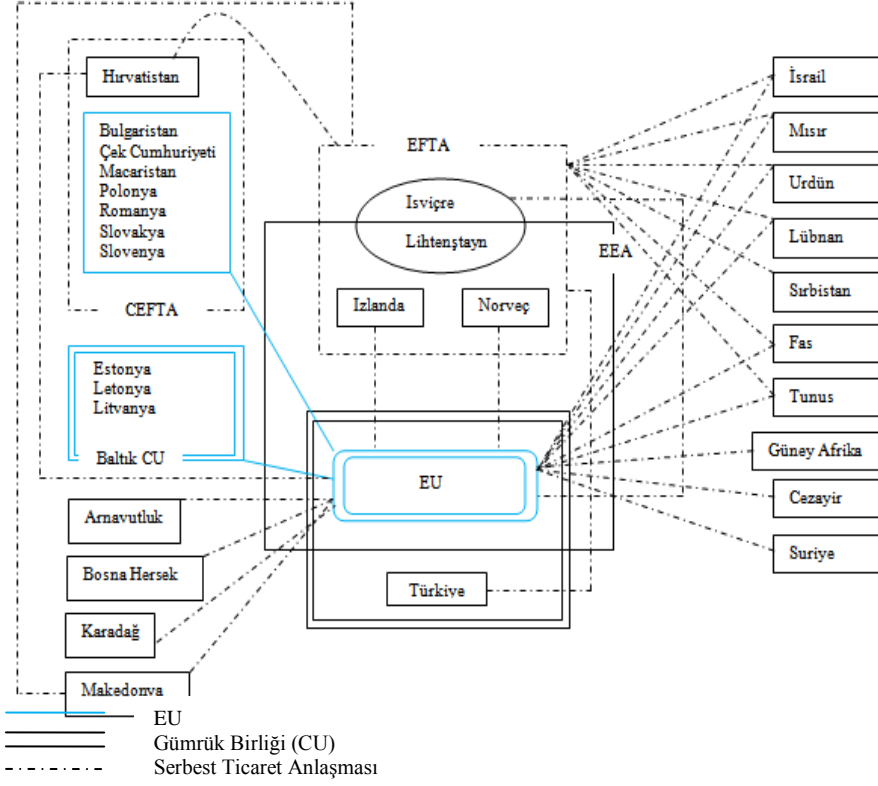 Hırvatistan
Bulgaristan
Çek Cumhuriyeti
Macaristan
Polonya
Romanya
Slovakya
Slovenya
CEFTA
Estonya
Letonya
Litvanya
Baltık CU
Arnavutluk
Bosna Hersek
Karadağ
Makedonya
EFTA
Isviçre
Lihtenştayn
EEA
Izlanda
Norveç
EU
Türkiye
İsrail
Mısır
Urdün
Lübnan
Sırbistan
Fas
Tunus
Güney Afrika
Cezayir
Suriye
EU
Gümrük Birliği (CU)
Serbest Ticaret Anlaşması